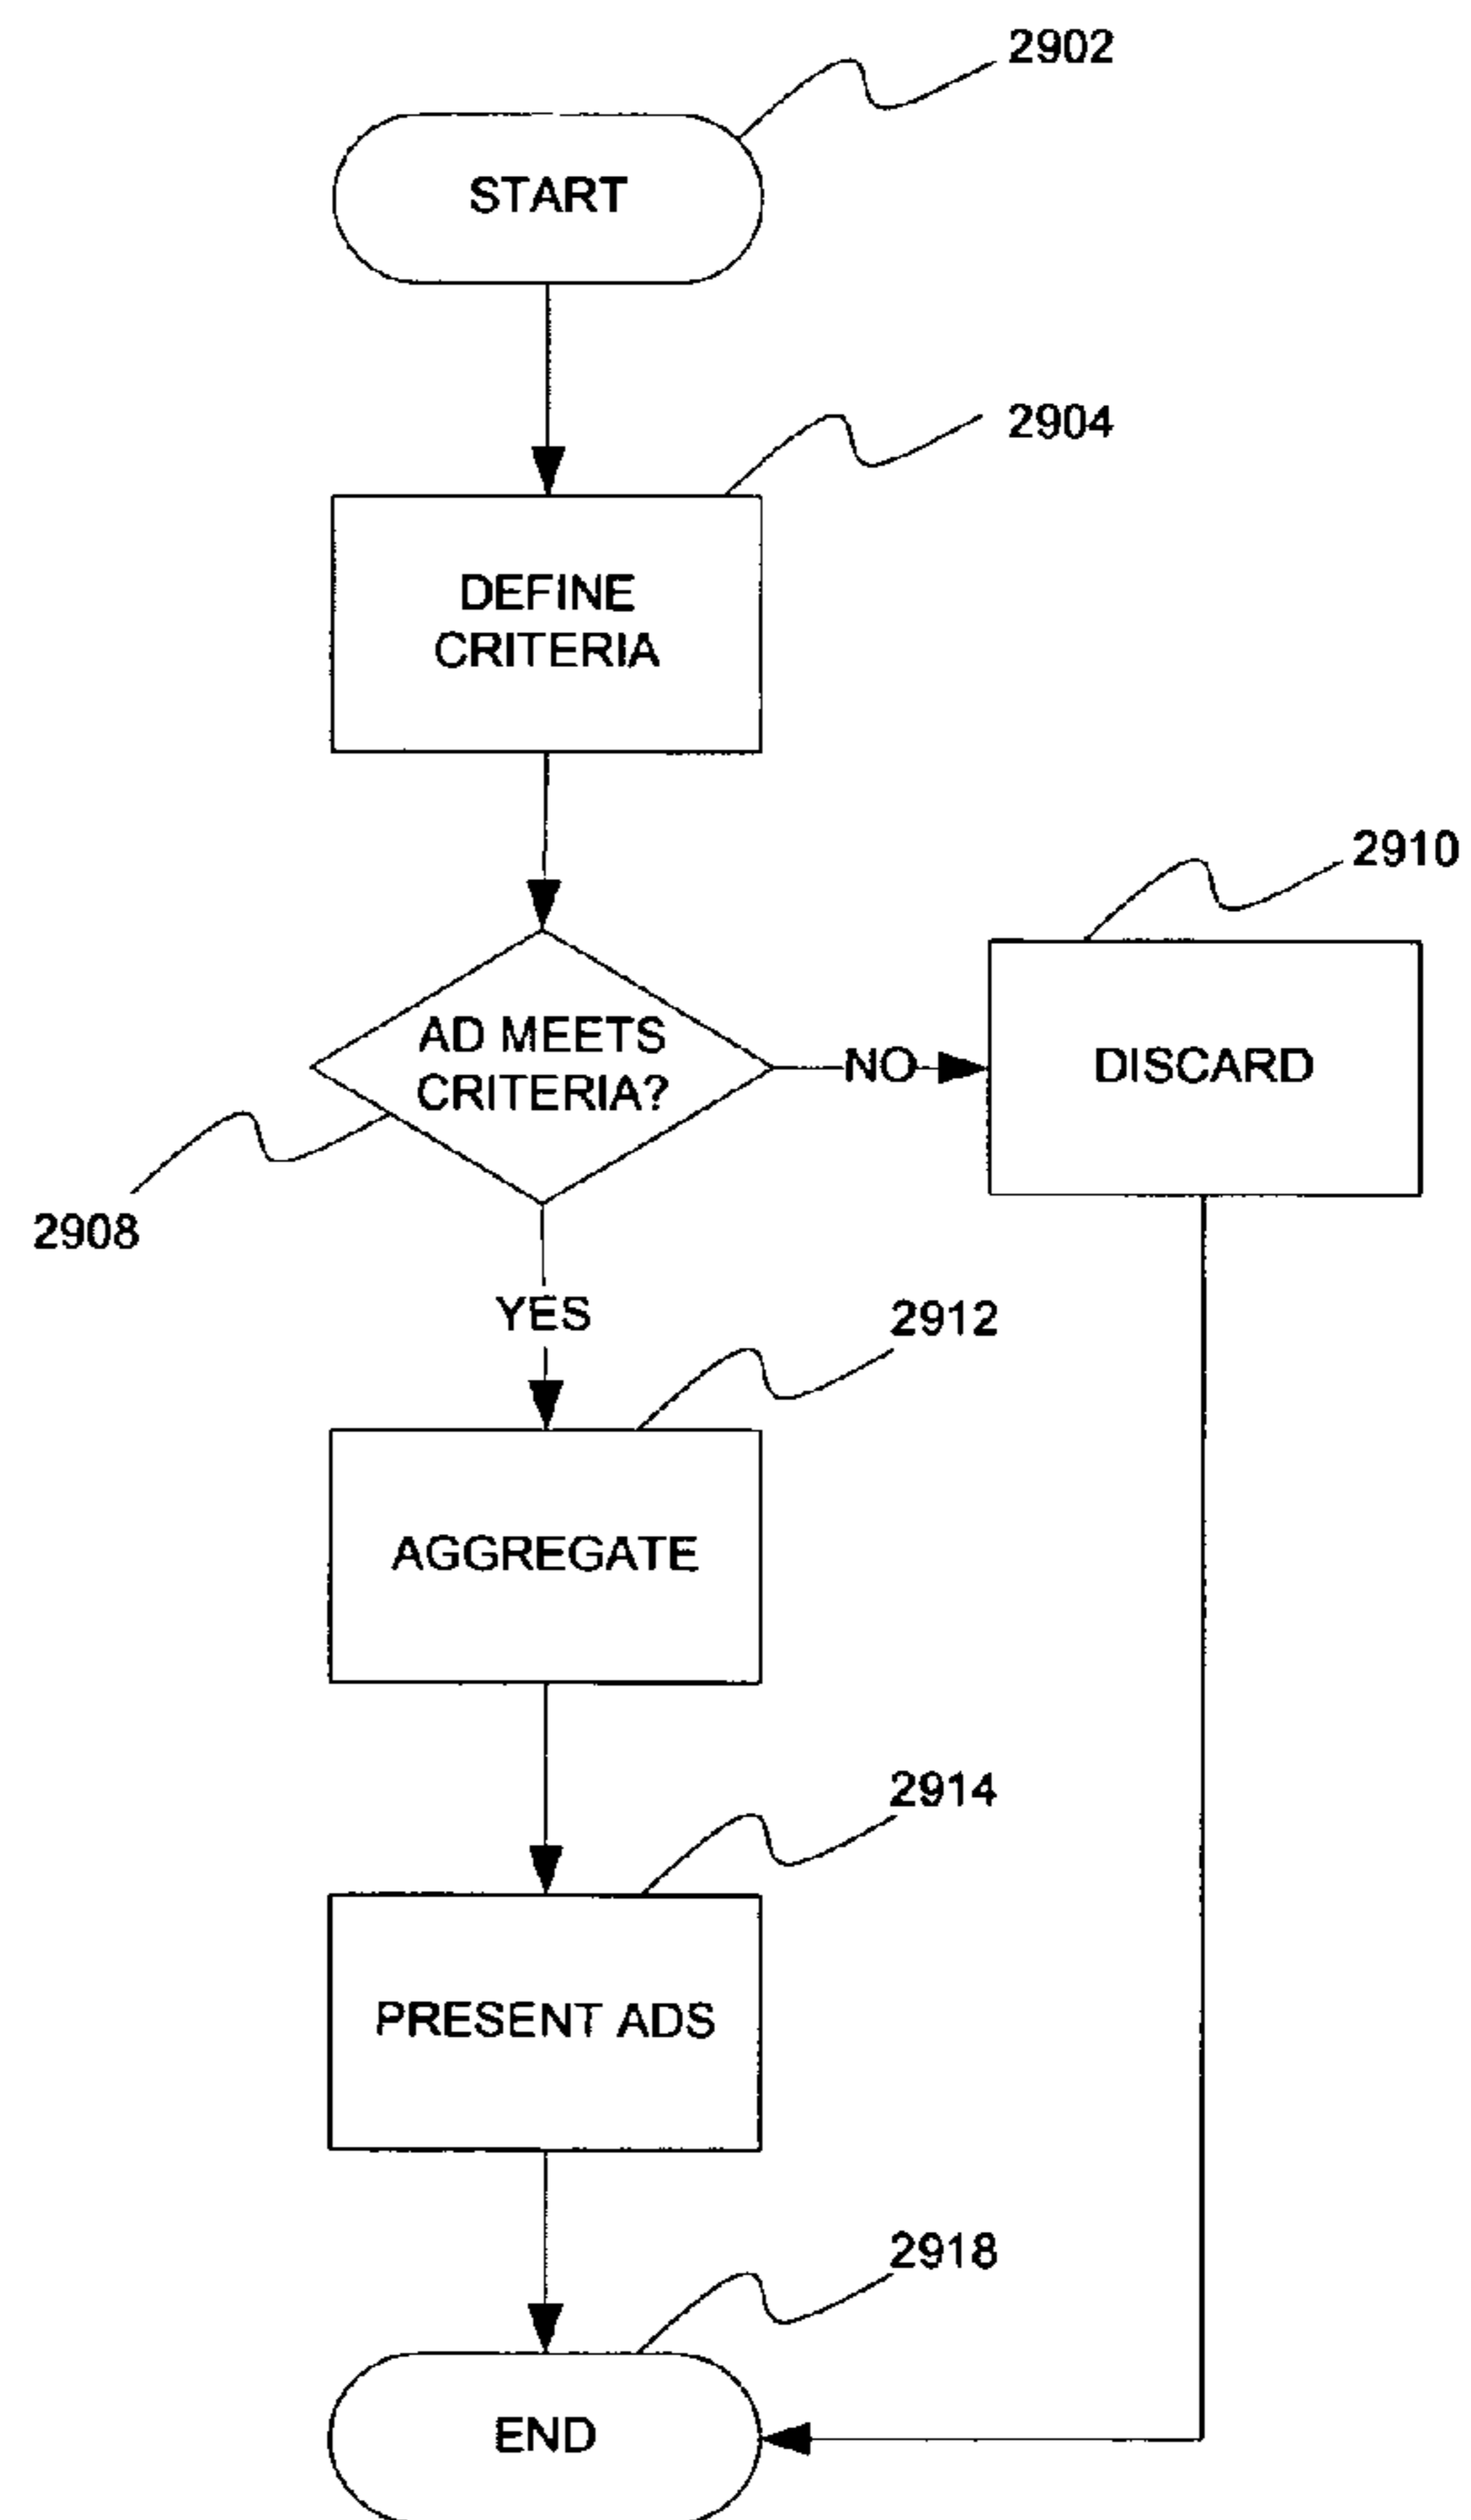 2902
START
2904
DEFINE
CRITERIA
2910
AD MEETS
CRITERIA?
NO
DISCARD
2908
YES
2912
AGGREGATE
2914
PRESENT ADS
2918
END